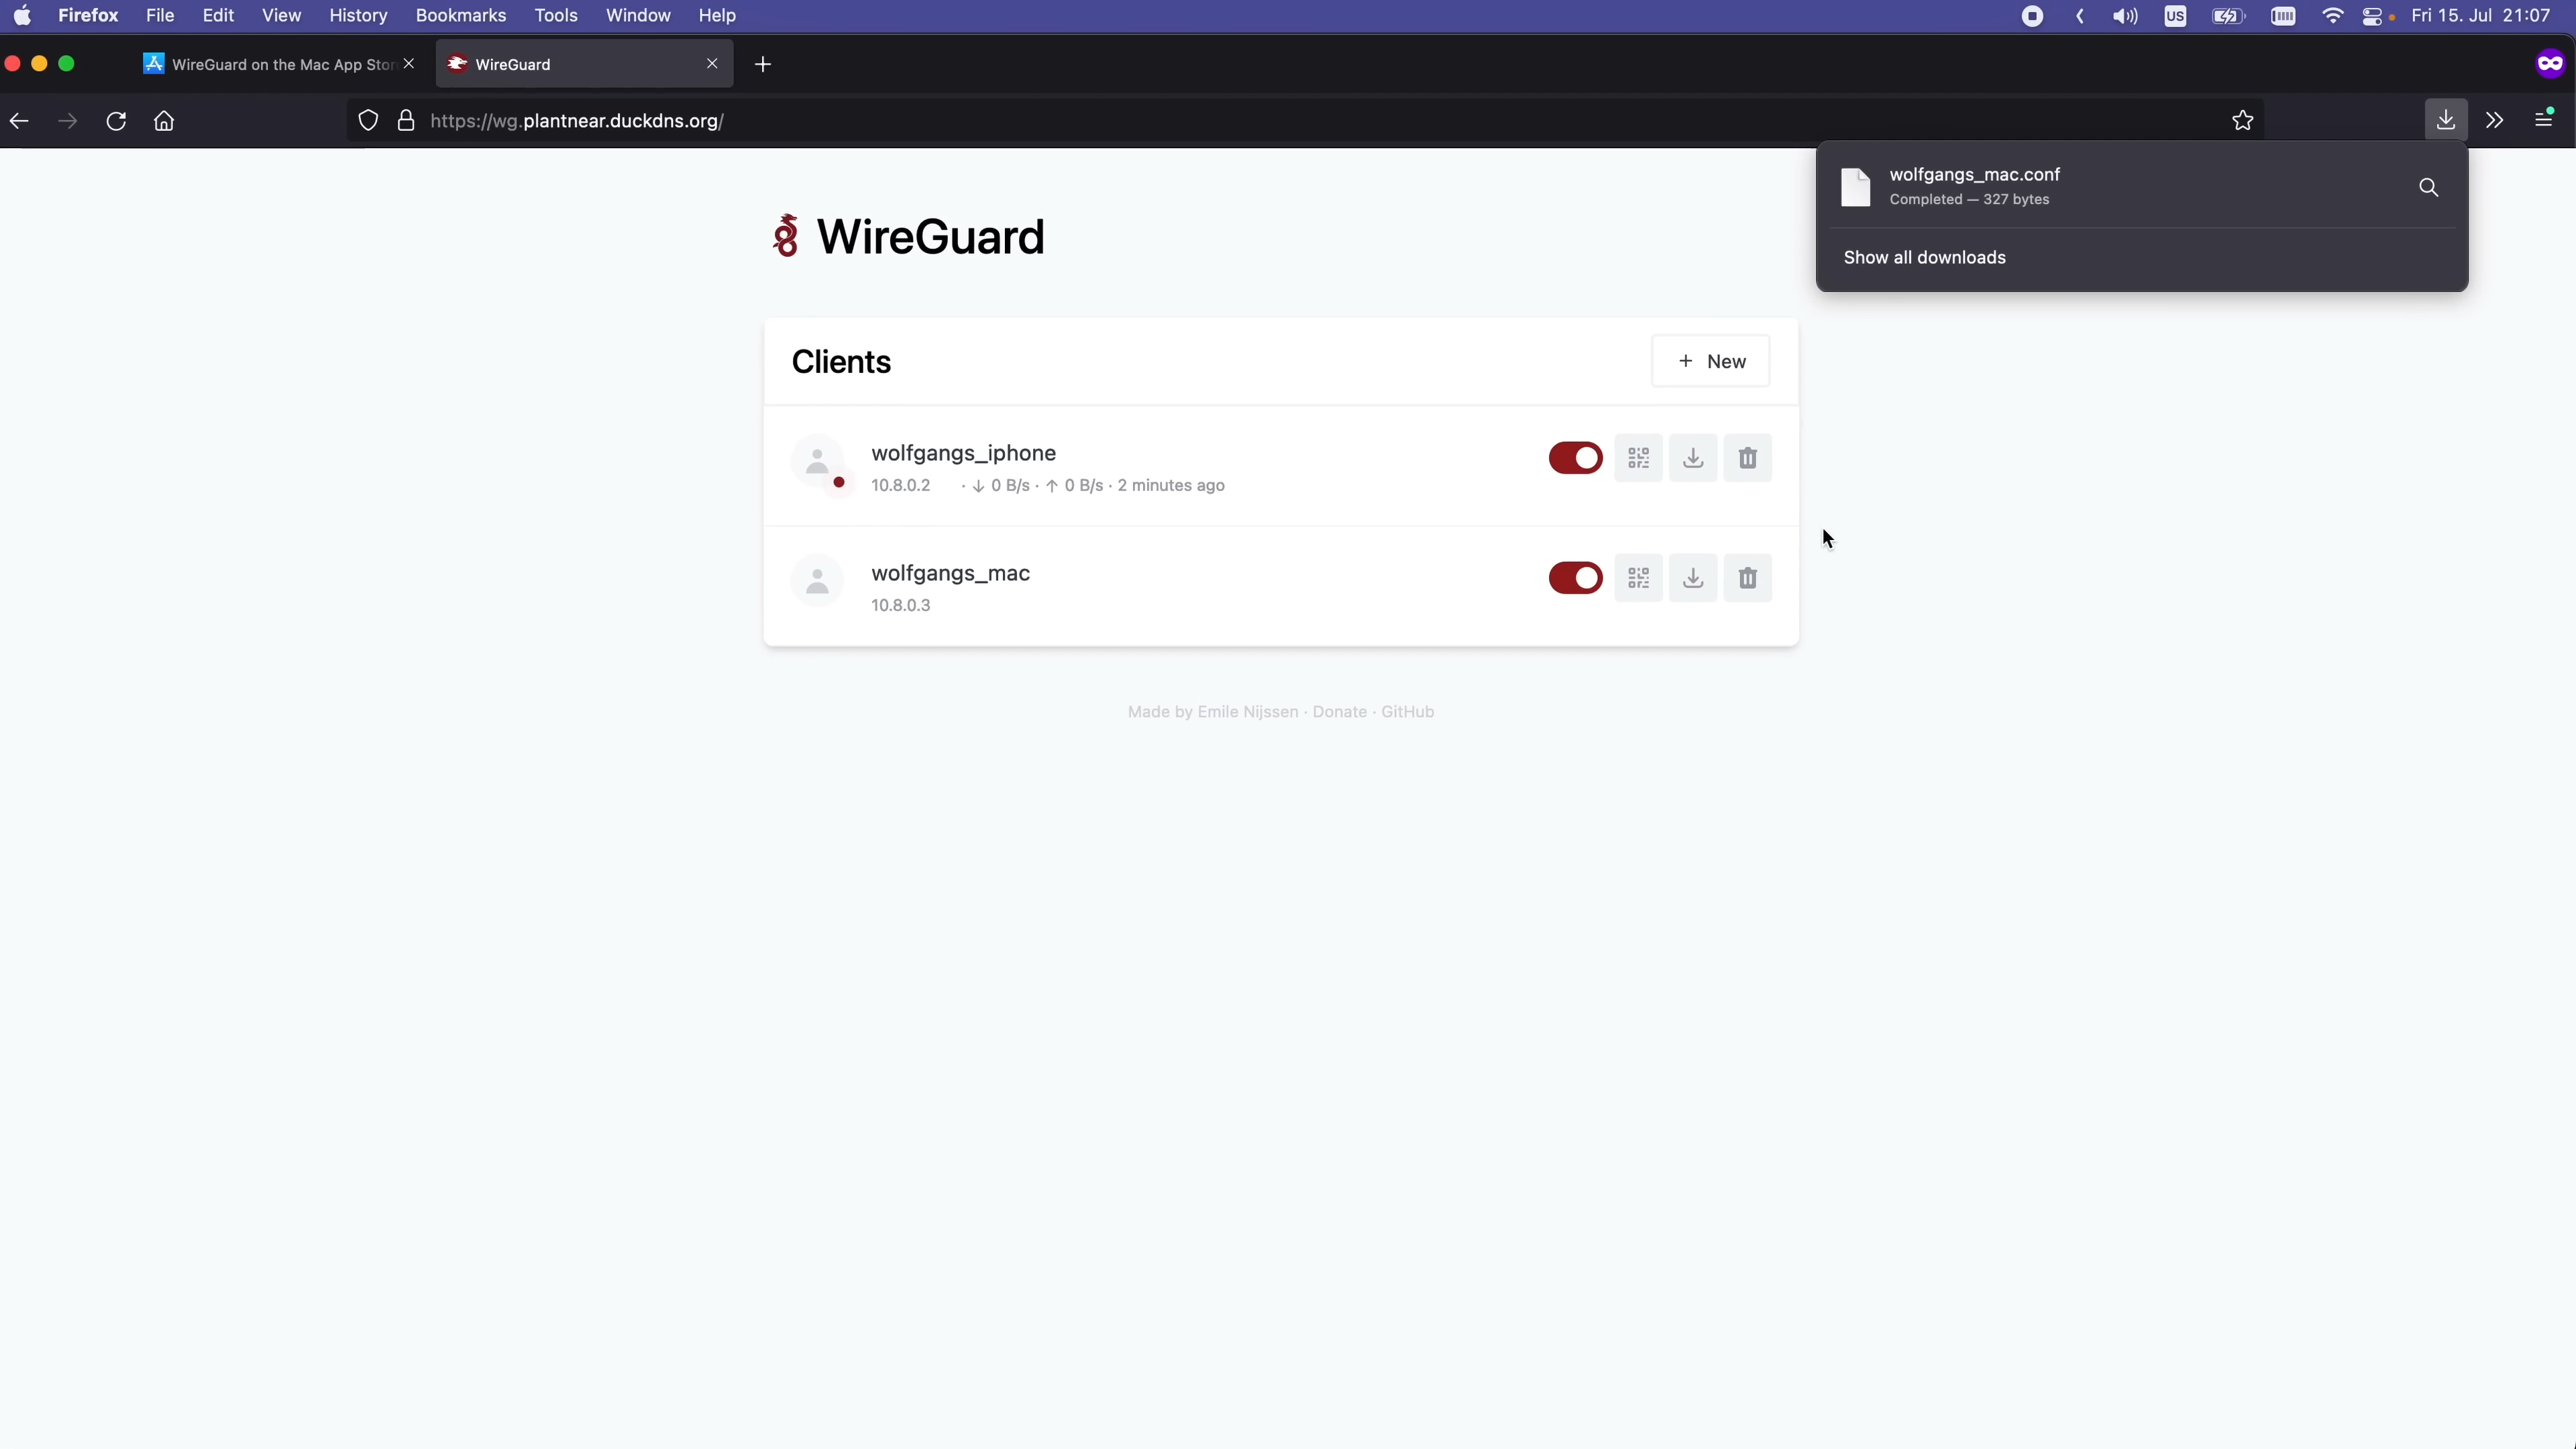 Firefox File Edit View History Bookmarks Tools Window Help US Fri 15. Jul 21:07
WireGuard on the Mac App Stor WireGuard
https://wg.plantnear.duckdns.org/
wolfgangs_mac.conf
Completed — 327 bytes
Show all downloads
WireGuard
Clients
+ New
wolfgangs_iphone
10.8.0.2 · ↓ 0 B/s · ↑ 0 B/s · 2 minutes ago
wolfgangs_mac
10.8.0.3
Made by Emile Nijssen · Donate · GitHub